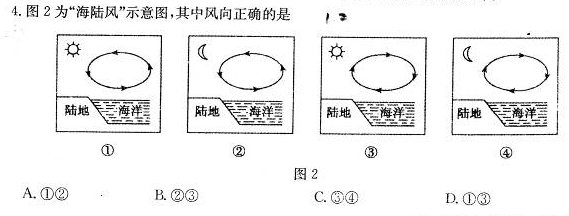 4.图2为“海陆风”示意图,其中风向正确的是
陆地 海洋 陆地 海洋 陆地 海洋 陆地 海洋
① ② ③ ④
图2
A.①② B.②③ C.③④ D.①③